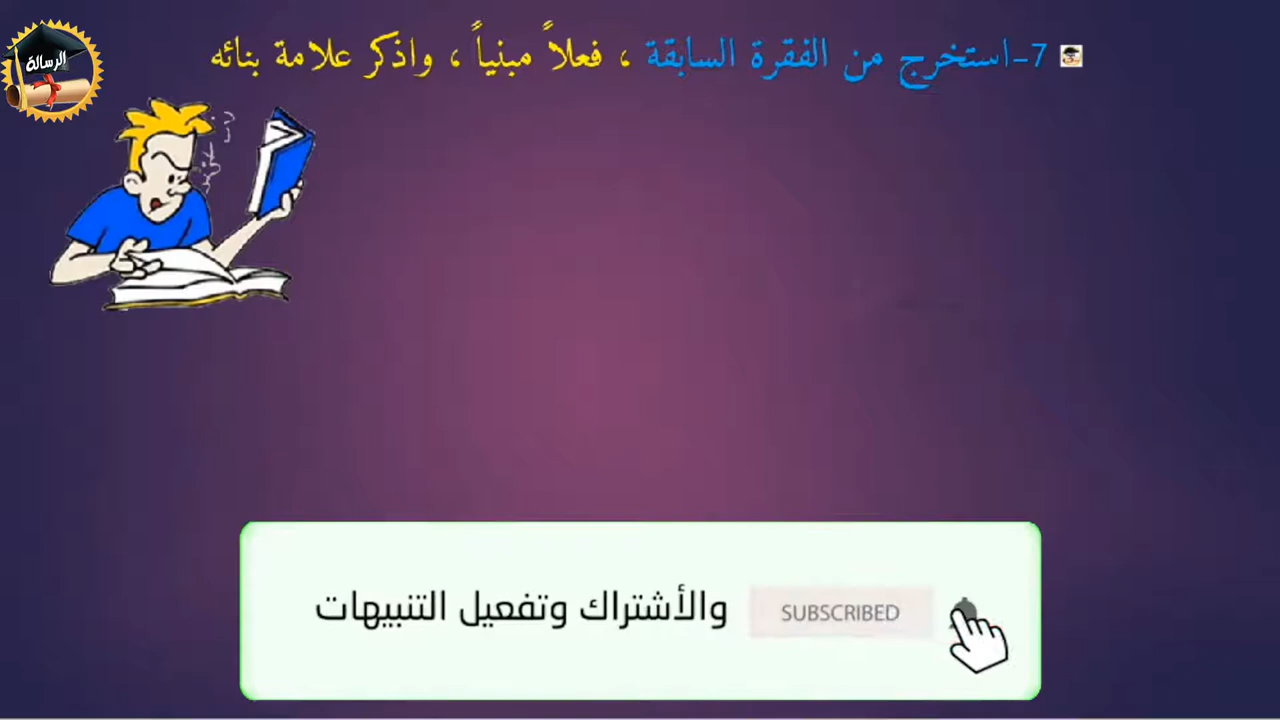 الرسالة
7-استخرج من الفقرة السابقة ، فعلاً مبنياً ، واذكر علامة بنائه
والأشتراك وتفعيل التنبيهات
SUBSCRIBED